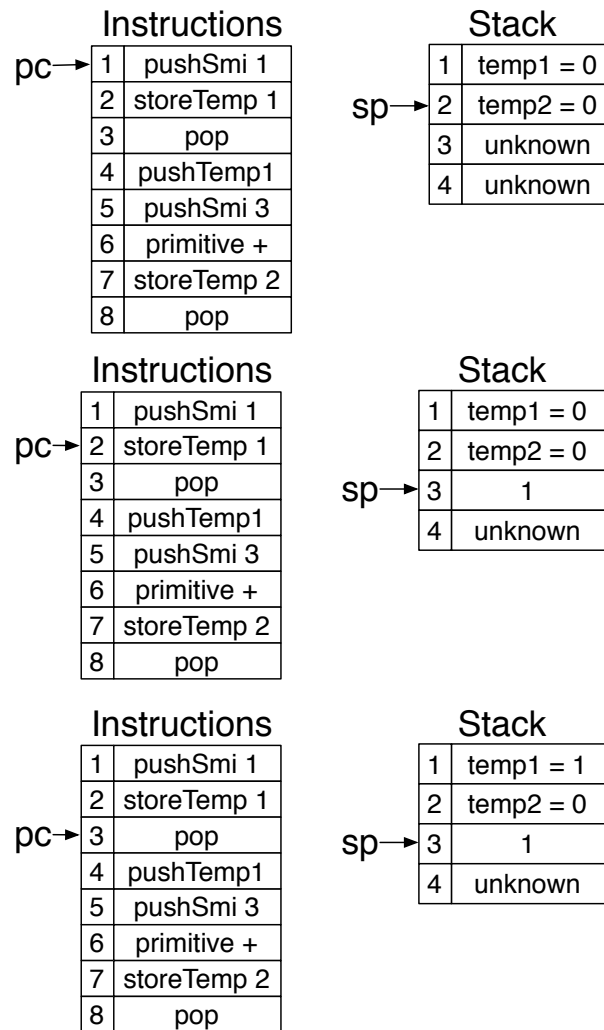 Instructions Stack
pc 1 pushSmi 1 1 temp1 = 0
2 storeTemp 1 sp 2 temp2 = 0
3 pop 3 unknown
4 pushTemp1 4 unknown
5 pushSmi 3
6 primitive +
7 storeTemp 2
8 pop
Instructions Stack
1 pushSmi 1 1 temp1 = 0
pc 2 storeTemp 1 2 temp2 = 0
3 pop sp 3 1
4 pushTemp1 4 unknown
5 pushSmi 3
6 primitive +
7 storeTemp 2
8 pop
Instructions Stack
1 pushSmi 1 1 temp1 = 1
2 storeTemp 1 2 temp2 = 0
pc 3 pop sp 3 1
4 pushTemp1 4 unknown
5 pushSmi 3
6 primitive +
7 storeTemp 2
8 pop